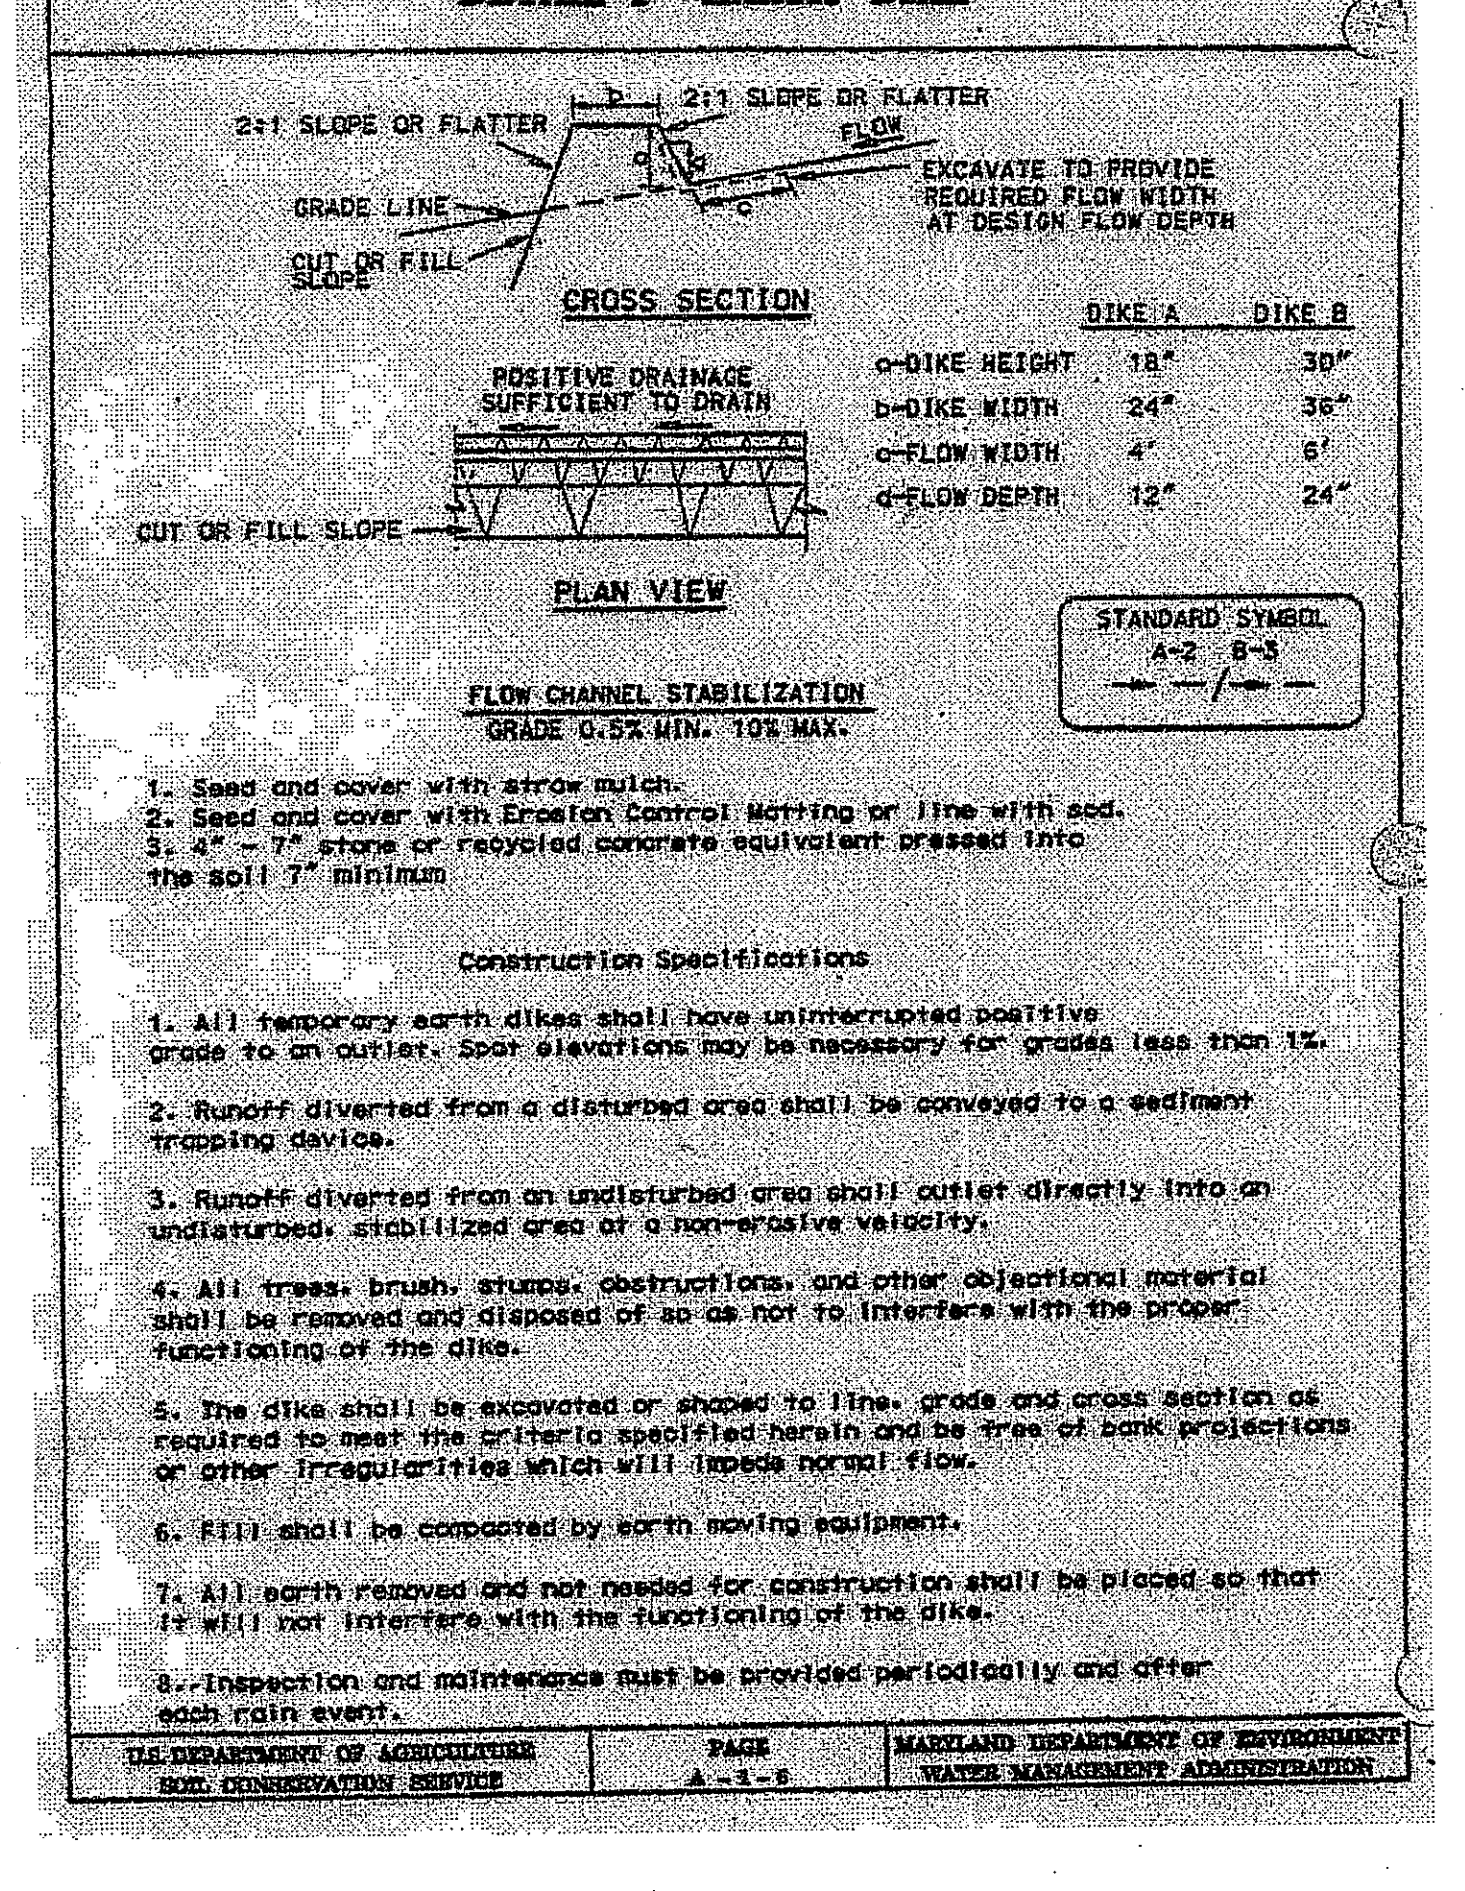 b
2:1 SLOPE OR FLATTER
2:1 SLOPE OR FLATTER
FLOW
a
d
EXCAVATE TO PROVIDE
REQUIRED FLOW WIDTH
AT DESIGN FLOW DEPTH
GRADE LINE
c
CUT OR FILL
SLOPE
CROSS SECTION
DIKE A DIKE B
a-DIKE HEIGHT 18" 30"
b-DIKE WIDTH 24" 36"
c-FLOW WIDTH 4' 6'
d-FLOW DEPTH 12" 24"
POSITIVE DRAINAGE
SUFFICIENT TO DRAIN
CUT OR FILL SLOPE
PLAN VIEW
STANDARD SYMBOL
A-2 B-3
FLOW CHANNEL STABILIZATION
GRADE 0.5% MIN. 10% MAX.
1. Seed and cover with straw mulch.
2. Seed and cover with Erosion Control Matting or line with sod.
3. 4" - 7" stone or recycled concrete equivalent pressed into
the soil 7" minimum
Construction Specifications
1. All temporary earth dikes shall have uninterrupted positive
grade to an outlet. Spot elevations may be necessary for grades less than 1%.
2. Runoff diverted from a disturbed area shall be conveyed to a sediment
trapping device.
3. Runoff diverted from an undisturbed area shall outlet directly into an
undisturbed, stabilized area at a non-erosive velocity.
4. All trees, brush, stumps, obstructions, and other objectional material
shall be removed and disposed of so as not to interfere with the proper
functioning of the dike.
5. The dike shall be excavated or shaped to line, grade and cross section as
required to meet the criteria specified herein and be free of bank projections
or other irregularities which will impede normal flow.
6. Fill shall be compacted by earth moving equipment.
7. All earth removed and not needed for construction shall be placed so that
it will not interfere with the functioning of the dike.
8. Inspection and maintenance must be provided periodically and after
each rain event.
U.S. DEPARTMENT OF AGRICULTURE
SOIL CONSERVATION SERVICE
PAGE
A-1-6
MARYLAND DEPARTMENT OF ENVIRONMENT
WATER MANAGEMENT ADMINISTRATION